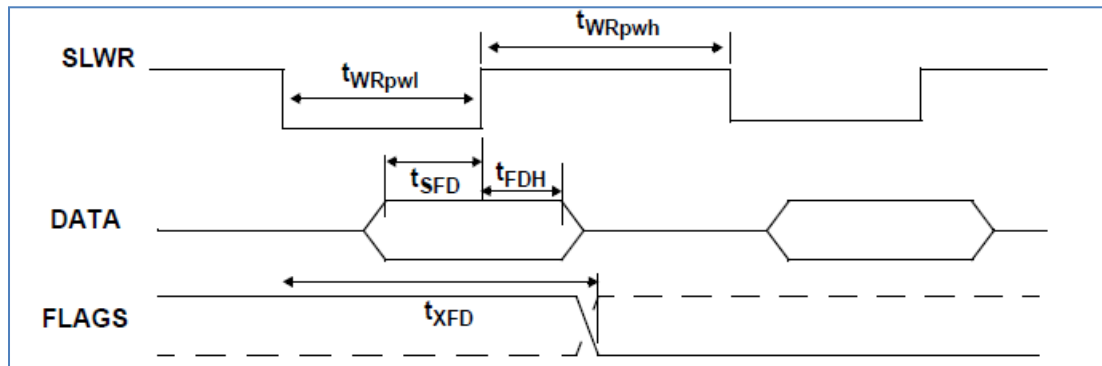 tWRpwh
SLWR
tWRpwl
tSFD
tFDH
DATA
tXFD
FLAGS